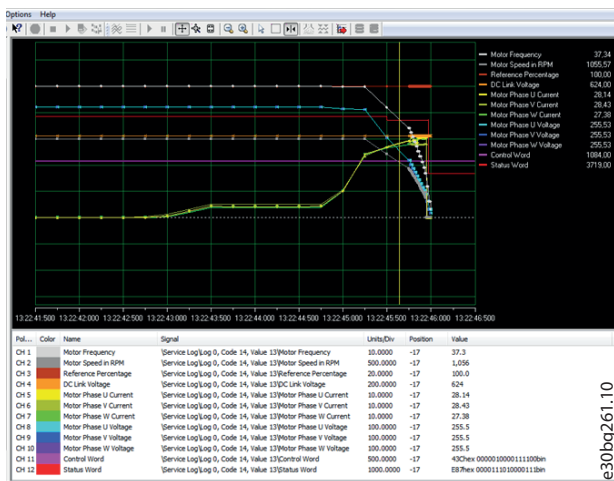 Options Help
Motor Frequency 37,34
Motor Speed in RPM 1055,57
Reference Percentage 100,00
DC Link Voltage 624,00
Motor Phase U Current 28,14
Motor Phase V Current 28,43
Motor Phase W Current 27,38
Motor Phase U Voltage 255,53
Motor Phase V Voltage 255,53
Motor Phase W Voltage 255,53
Control Word 1084,00
Status Word 3719,00
13:22:41:500 13:22:42:000 13:22:42:500 13:22:43:000 13:22:43:500 13:22:44:000 13:22:44:500 13:22:45:000 13:22:45:500 13:22:46:000 13:22:46:500
Pol... Color Name Signal Units/Div Position Value
CH 1 Motor Frequency \Service Log\Log 0, Code 14, Value 13\Motor Frequency 10.0000 -17 37.3
CH 2 Motor Speed in RPM \Service Log\Log 0, Code 14, Value 13\Motor Speed in RPM 500.0000 -17 1,056
CH 3 Reference Percentage \Service Log\Log 0, Code 14, Value 13\Reference Percentage 20.0000 -17 100.0
CH 4 DC Link Voltage \Service Log\Log 0, Code 14, Value 13\DC Link Voltage 200.0000 -17 624
CH 5 Motor Phase U Current \Service Log\Log 0, Code 14, Value 13\Motor Phase U Current 10.0000 -17 28.14
CH 6 Motor Phase V Current \Service Log\Log 0, Code 14, Value 13\Motor Phase V Current 10.0000 -17 28.43
CH 7 Motor Phase W Current \Service Log\Log 0, Code 14, Value 13\Motor Phase W Current 10.0000 -17 27.38
CH 8 Motor Phase U Voltage \Service Log\Log 0, Code 14, Value 13\Motor Phase U Voltage 100.0000 -17 255.5
CH 9 Motor Phase V Voltage \Service Log\Log 0, Code 14, Value 13\Motor Phase V Voltage 100.0000 -17 255.5
CH 10 Motor Phase W Voltage \Service Log\Log 0, Code 14, Value 13\Motor Phase W Voltage 100.0000 -17 255.5
CH 11 Control Word \Service Log\Log 0, Code 14, Value 13\Control Word 500.0000 -17 43Chex 0000010000111100bin
CH 12 Status Word \Service Log\Log 0, Code 14, Value 13\Status Word 1000.0000 -17 E87hex 0000111010000111bin
e30bq261.10